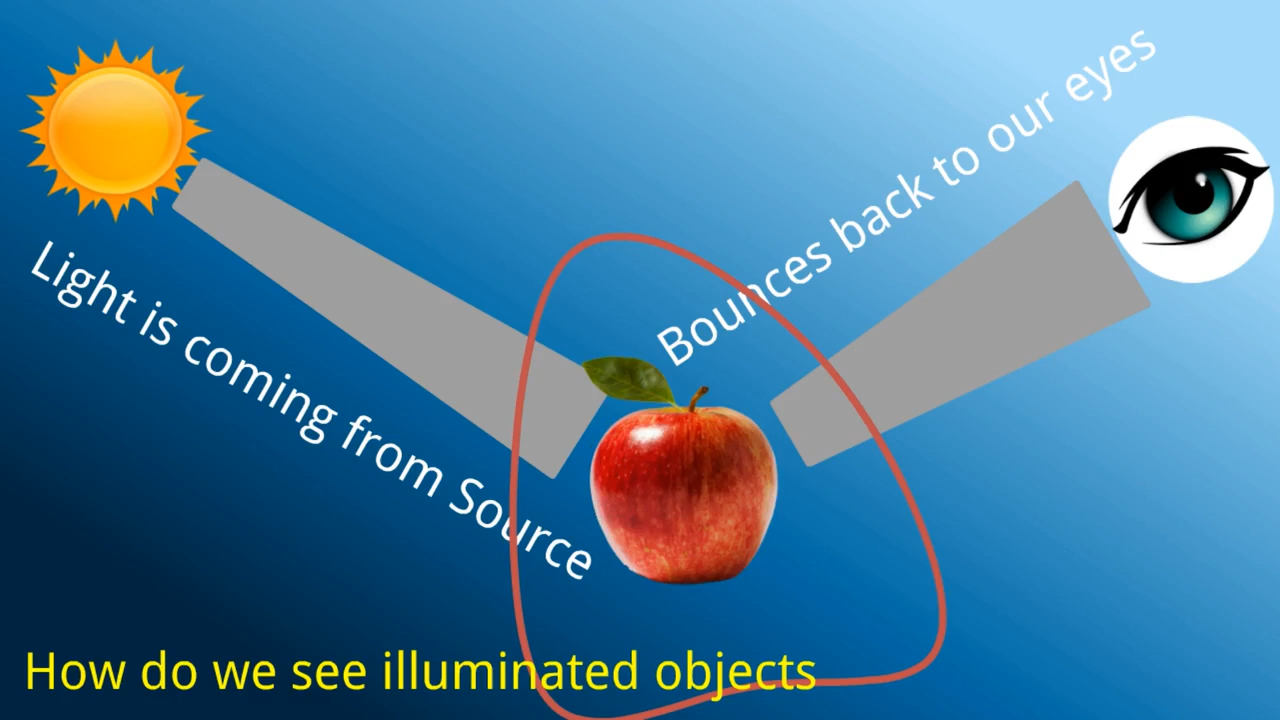 Light is coming from Source
Bounces back to our eyes
How do we see illuminated objects